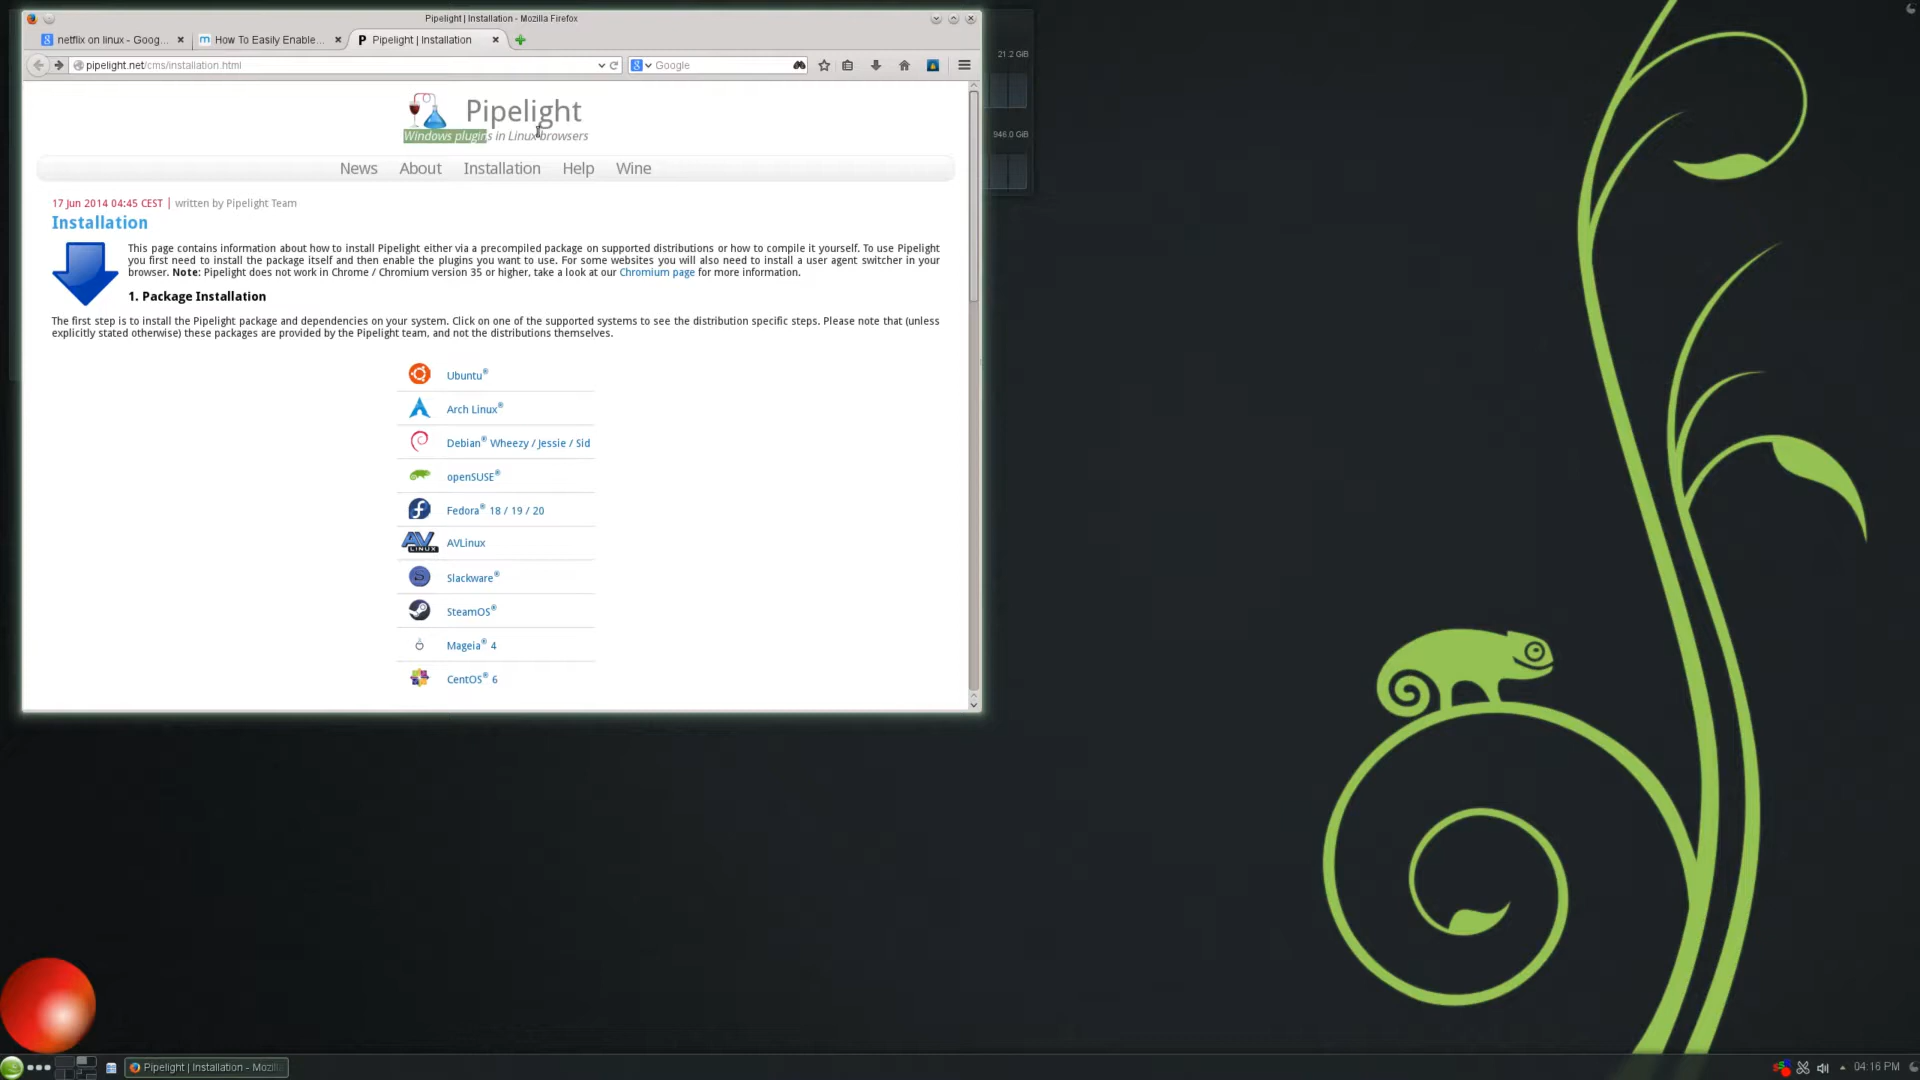 Pipelight | Installation - Mozilla Firefox
netflix on linux - Goog...
How To Easily Enable...
Pipelight | Installation
pipelight.net/cms/installation.html
Google
21.2 GiB
946.0 GiB
Pipelight
Windows plugins in Linux browsers
News About Installation Help Wine
17 Jun 2014 04:45 CEST | written by Pipelight Team
Installation
This page contains information about how to install Pipelight either via a precompiled package on supported distributions or how to compile it yourself. To use Pipelight
you first need to install the package itself and then enable the plugins you want to use. For some websites you will also need to install a user agent switcher in your
browser. Note: Pipelight does not work in Chrome / Chromium version 35 or higher, take a look at our Chromium page for more information.
1. Package Installation
The first step is to install the Pipelight package and dependencies on your system. Click on one of the supported systems to see the distribution specific steps. Please note that (unless
explicitly stated otherwise) these packages are provided by the Pipelight team, and not the distributions themselves.
Ubuntu®
Arch Linux®
Debian® Wheezy / Jessie / Sid
openSUSE®
Fedora® 18 / 19 / 20
AVLinux
Slackware®
SteamOS®
Mageia® 4
CentOS® 6
Pipelight | Installation - Mozill
04:16 PM